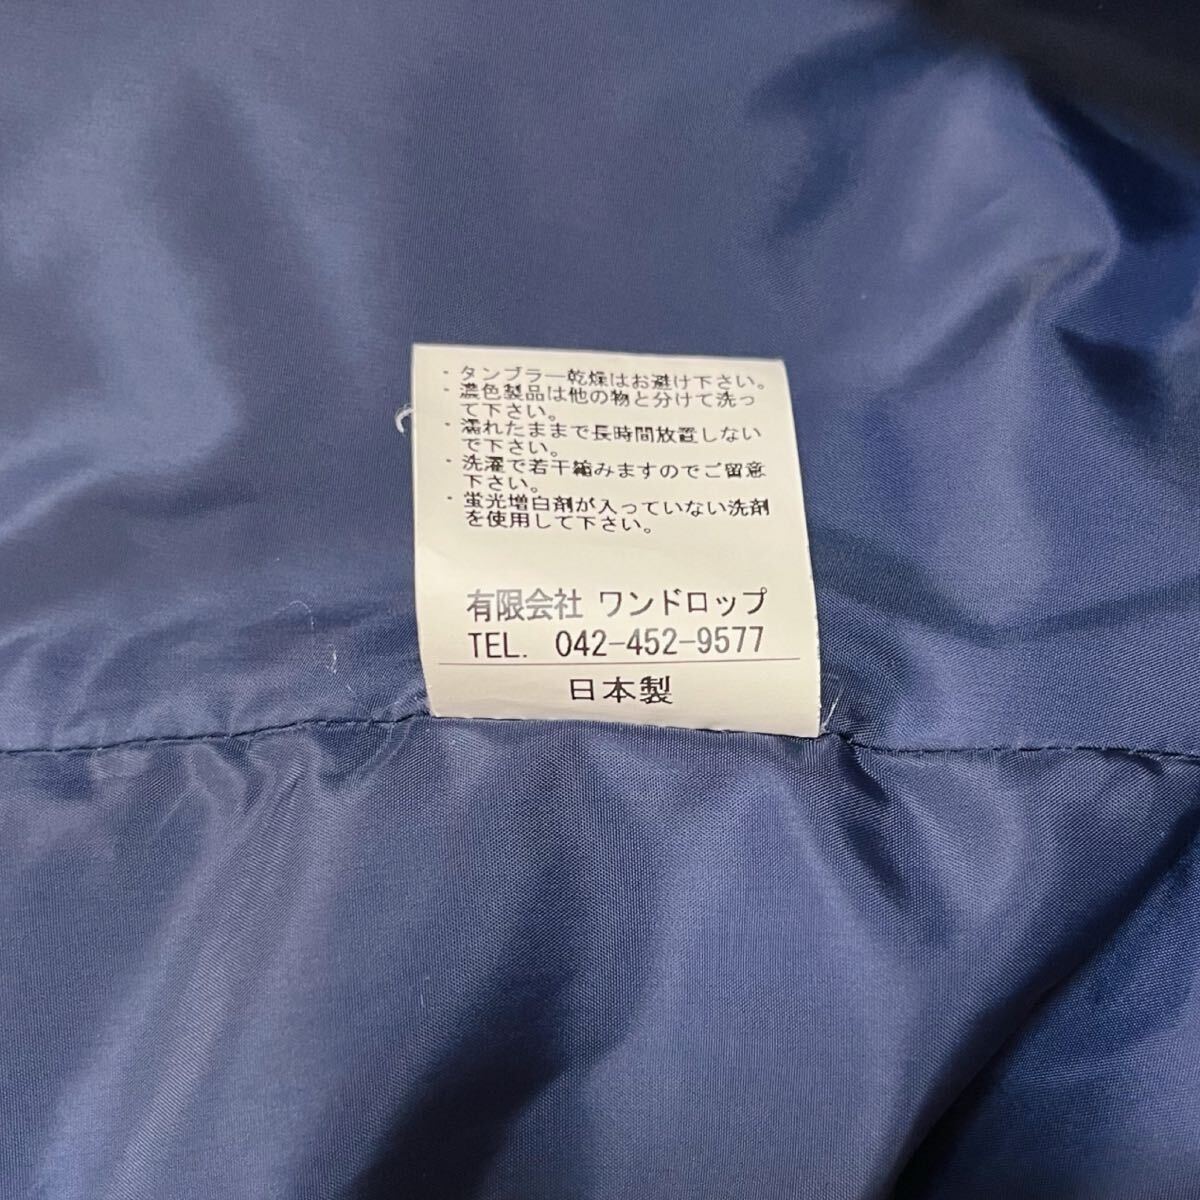 ・タンブラー乾燥はお避け下さい。
・濃色製品は他の物と分けて洗っ
て下さい。
・濡れたままで長時間放置しない
で下さい。
・洗濯で若干縮みますのでご留意
下さい。
・蛍光増白剤が入っていない洗剤
を使用して下さい。
有限会社 ワンドロップ
TEL. 042-452-9577
日本製